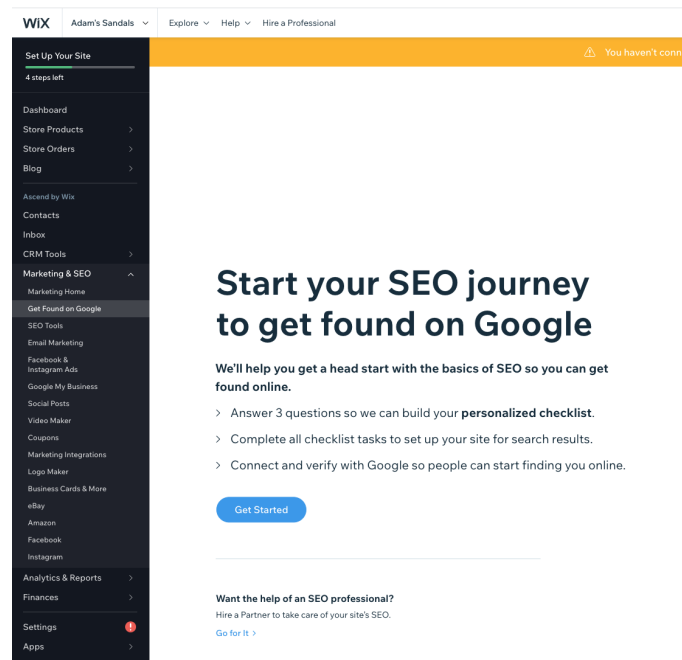 WiX Adam's Sandals Explore Help Hire a Professional
Set Up Your Site
4 steps left
You haven't
Dashboard
Store Products
Store Orders
Blog
Ascend by Wix
Contacts
Inbox
CRM Tools
Marketing & SEO
Marketing Home
Get Found on Google
SEO Tools
Email Marketing
Facebook &
Instagram Ads
Google My Business
Social Posts
Video Maker
Coupons
Marketing Integrations
Logo Maker
Business Cards & More
eBay
Amazon
Facebook
Instagram
Analytics & Reports
Finances
Settings
Apps
Start your SEO journey
to get found on Google
We'll help you get a head start with the basics of SEO so you can get
found online.
Answer 3 questions so we can build your personalized checklist.
Complete all checklist tasks to set up your site for search results.
Connect and verify with Google so people can start finding you online.
Get Started
Want the help of an SEO professional?
Hire a Partner to take care of your site's SEO.
Go for It